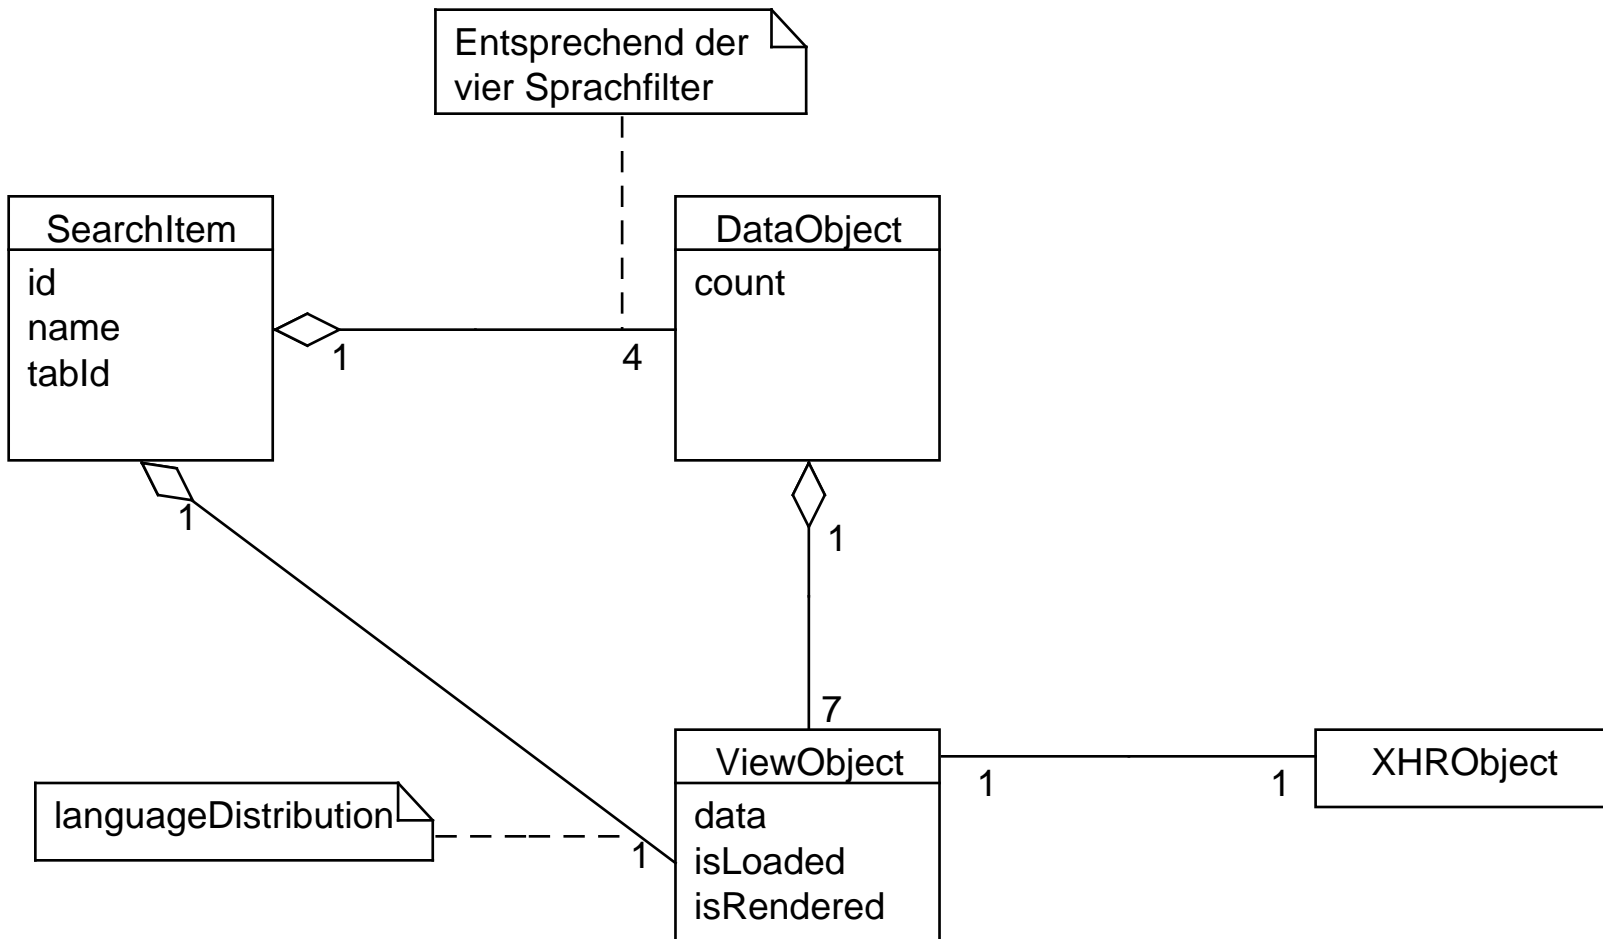 Entsprechend der
vier Sprachfilter
SearchItem
id
name
tabId
DataObject
count
1
4
1
1
7
ViewObject
data
isLoaded
isRendered
1
1
XHRObject
languageDistribution
1